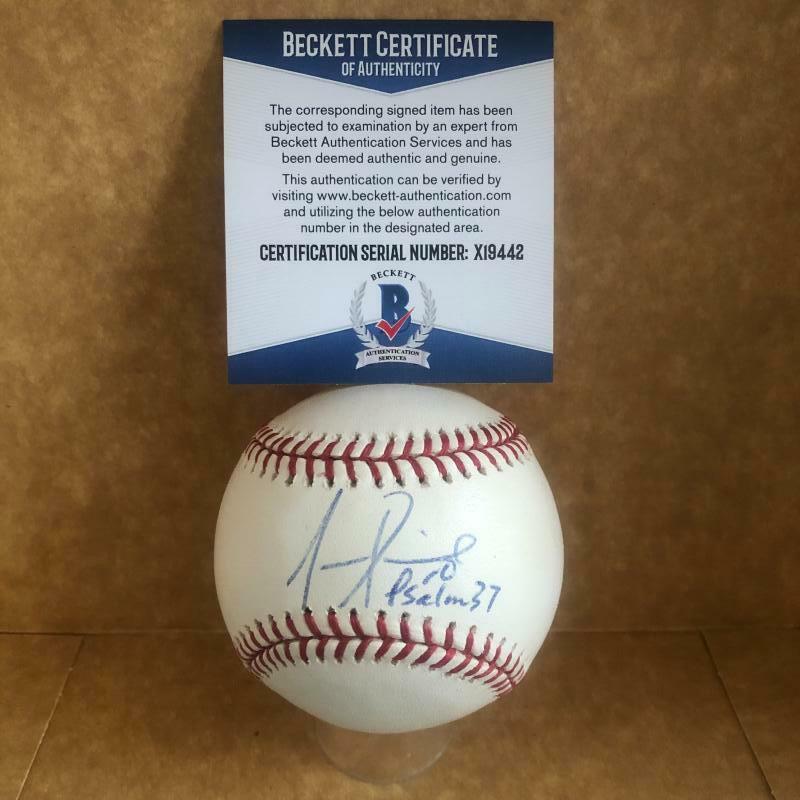 BECKETT CERTIFICATE
OF AUTHENTICITY
The corresponding signed item has been
subjected to examination by an expert from
Beckett Authentication Services and has
been deemed authentic and genuine.
This authentication can be verified by
visiting www.beckett-authentication.com
and utilizing the below authentication
number in the designated area.
CERTIFICATION SERIAL NUMBER: X19442
BECKETT
B
AUTHENTICATION
SERVICES
Psalm 37